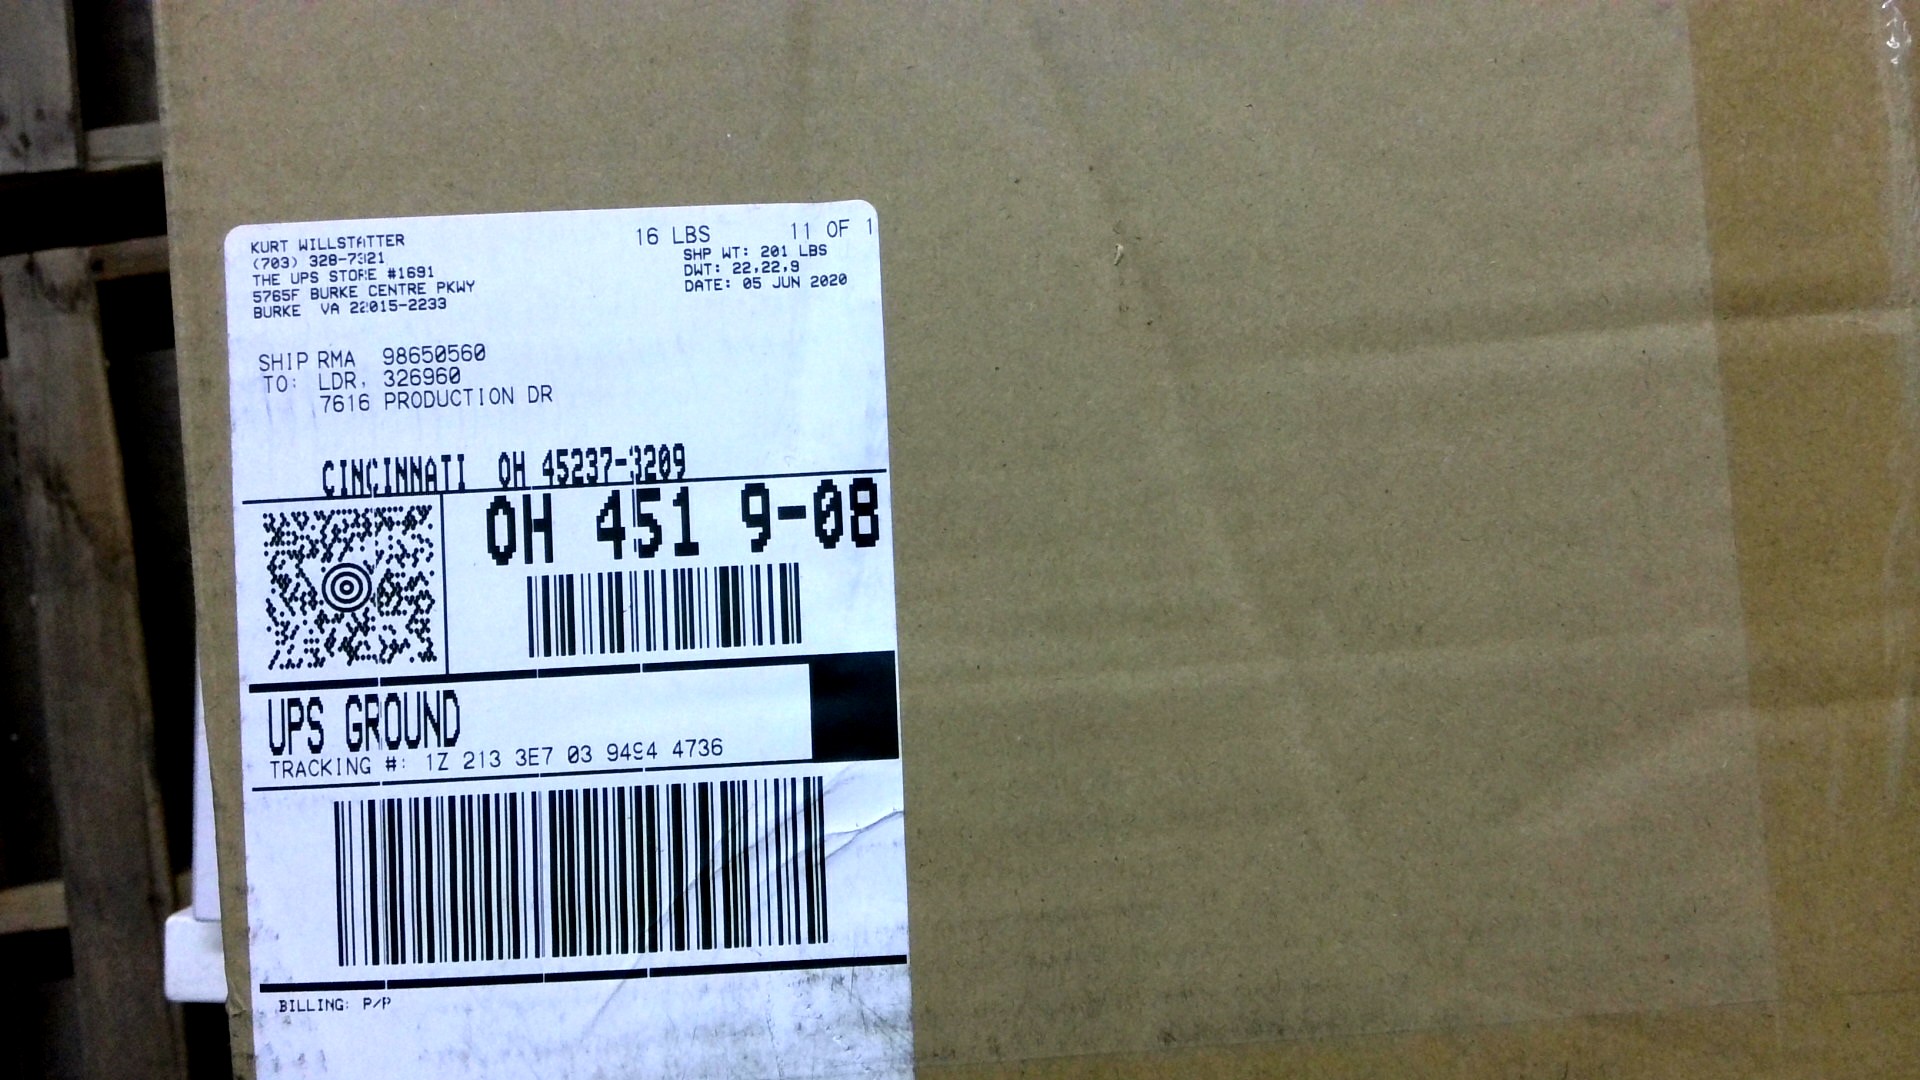 KURT WILLSTATTER
(703) 328-7321
THE UPS STORE #1691
5765F BURKE CENTRE PKWY
BURKE VA 22015-2233
16 LBS 11 OF 1
SHP WT: 201 LBS
DWT: 22,22,9
DATE: 05 JUN 2020
SHIP RMA 98650560
TO: LDR, 326960
7616 PRODUCTION DR
CINCINNATI OH 45237-3209
OH 451 9-08
UPS GROUND
TRACKING #: 1Z 213 3E7 03 9494 4736
BILLING: P/P